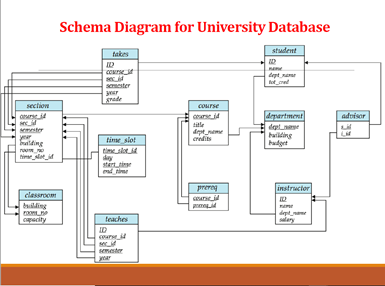 Schema Diagram for University Database
takes
ID
course_id
sec_id
semester
year
grade
student
ID
name
dept_name
tot_cred
section
course_id
sec_id
semester
year
building
room_no
time_slot_id
course
course_id
title
dept_name
credits
department
dept_name
building
budget
advisor
s_id
i_id
time_slot
time_slot_id
day
start_time
end_time
classroom
building
room_no
capacity
prereq
course_id
prereq_id
instructor
ID
name
dept_name
salary
teaches
ID
course_id
sec_id
semester
year